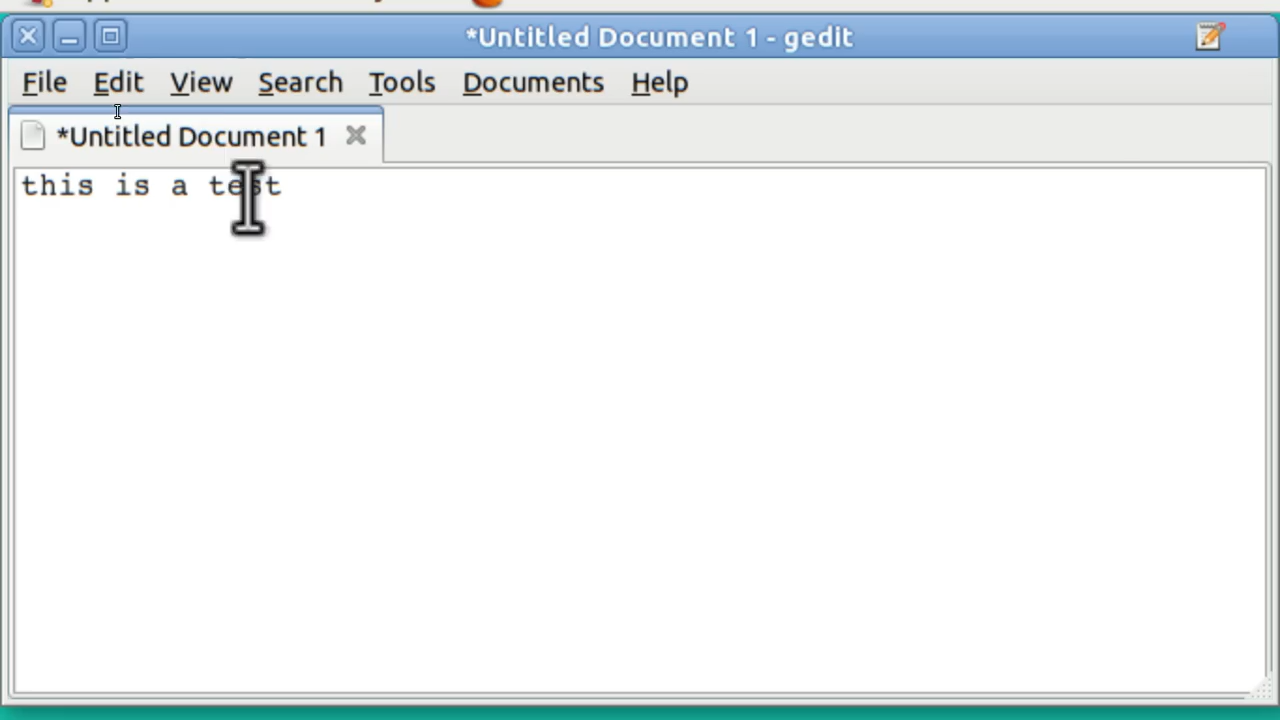 *Untitled Document 1 - gedit
File Edit View Search Tools Documents Help
*Untitled Document 1
this is a test